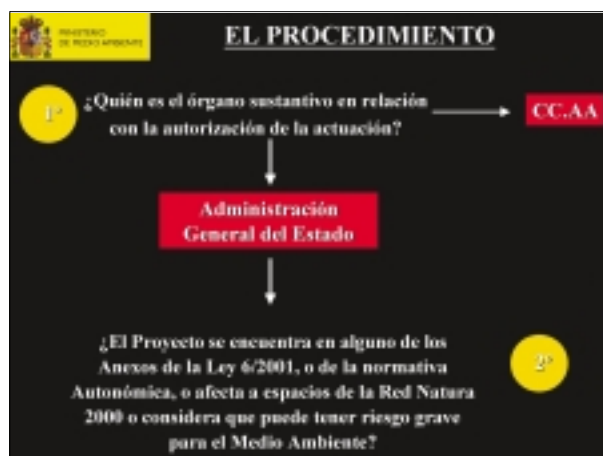 MINISTERIO
DE MEDIO AMBIENTE
EL PROCEDIMIENTO
1º
¿Quién es el órgano sustantivo en relación
con la autorización de la actuación?
CC.AA
Administración
General del Estado
¿El Proyecto se encuentra en alguno de los
Anexos de la Ley 6/2001, o de la normativa
Autonómica, o afecta a espacios de la Red Natura
2000 o considera que puede tener riesgo grave
para el Medio Ambiente?
2º